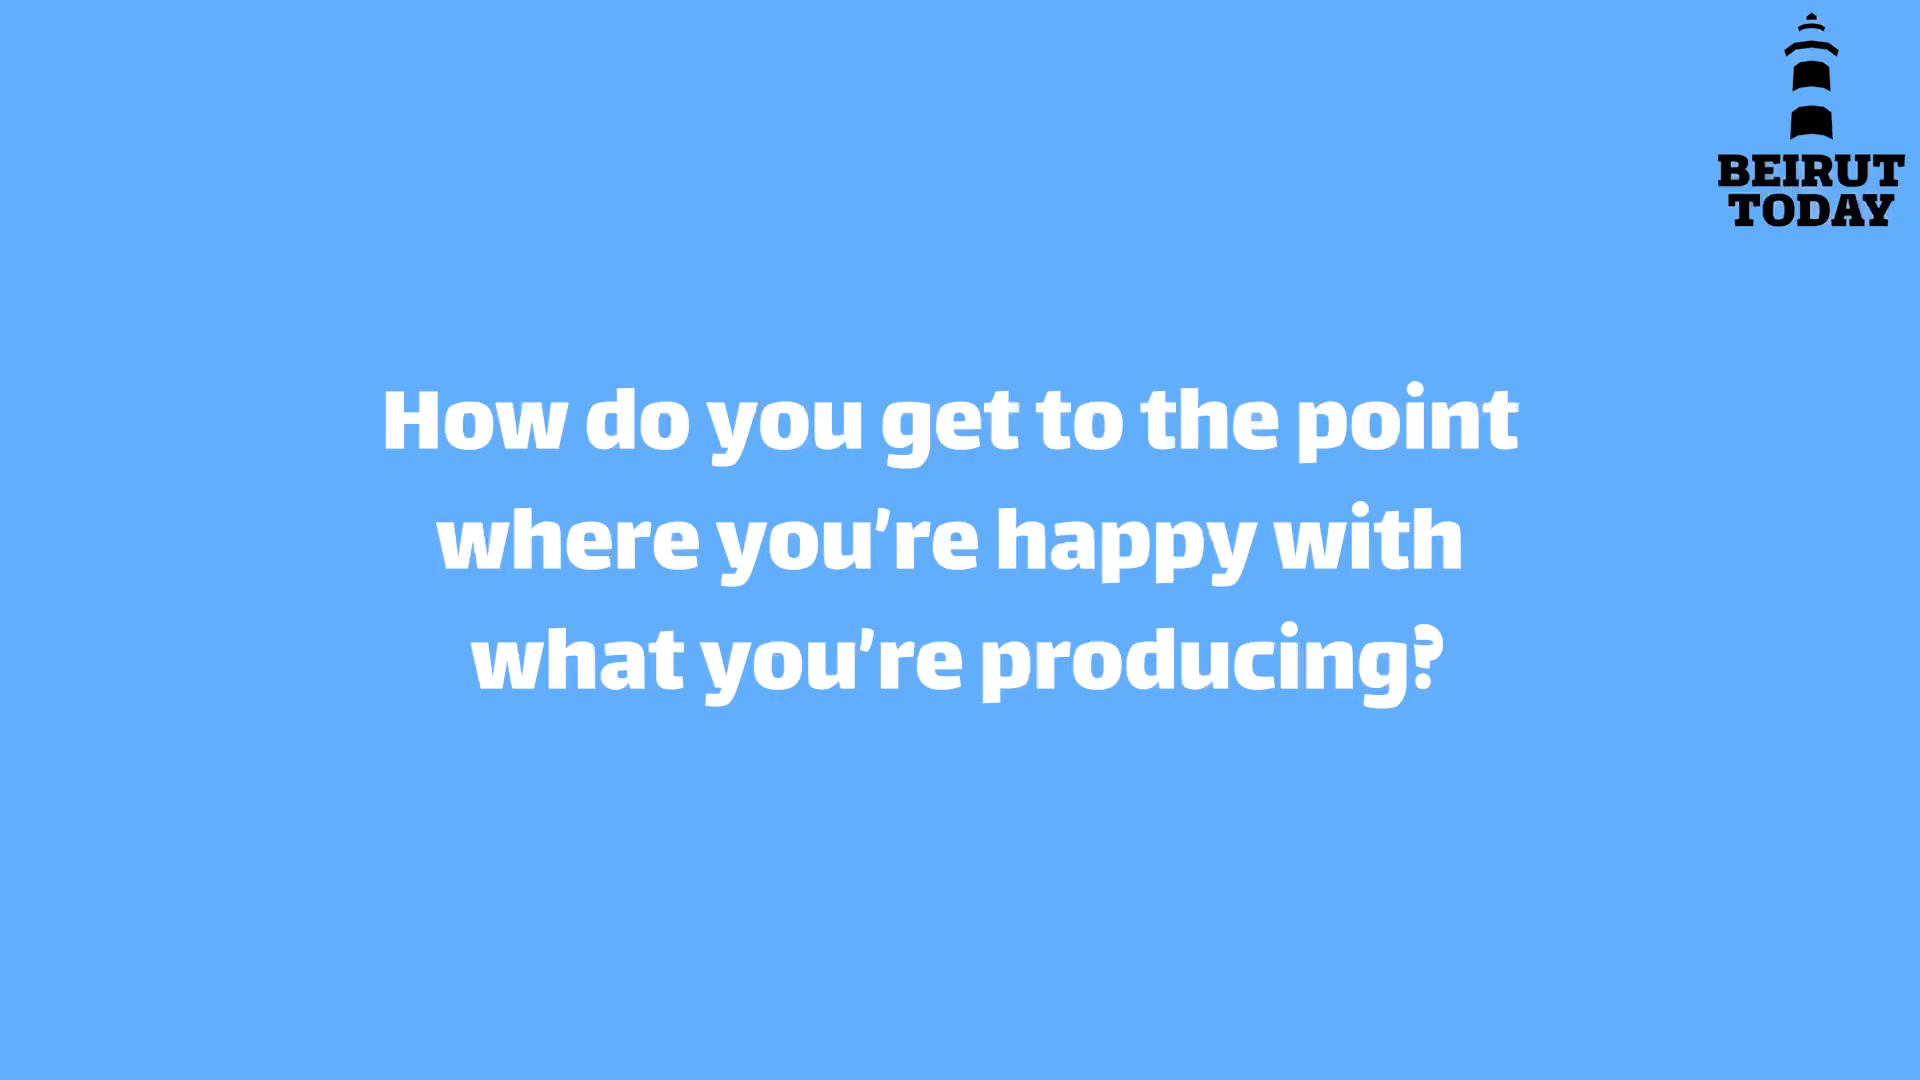 BEIRUT
TODAY
How do you get to the point
where you're happy with
what you're producing?